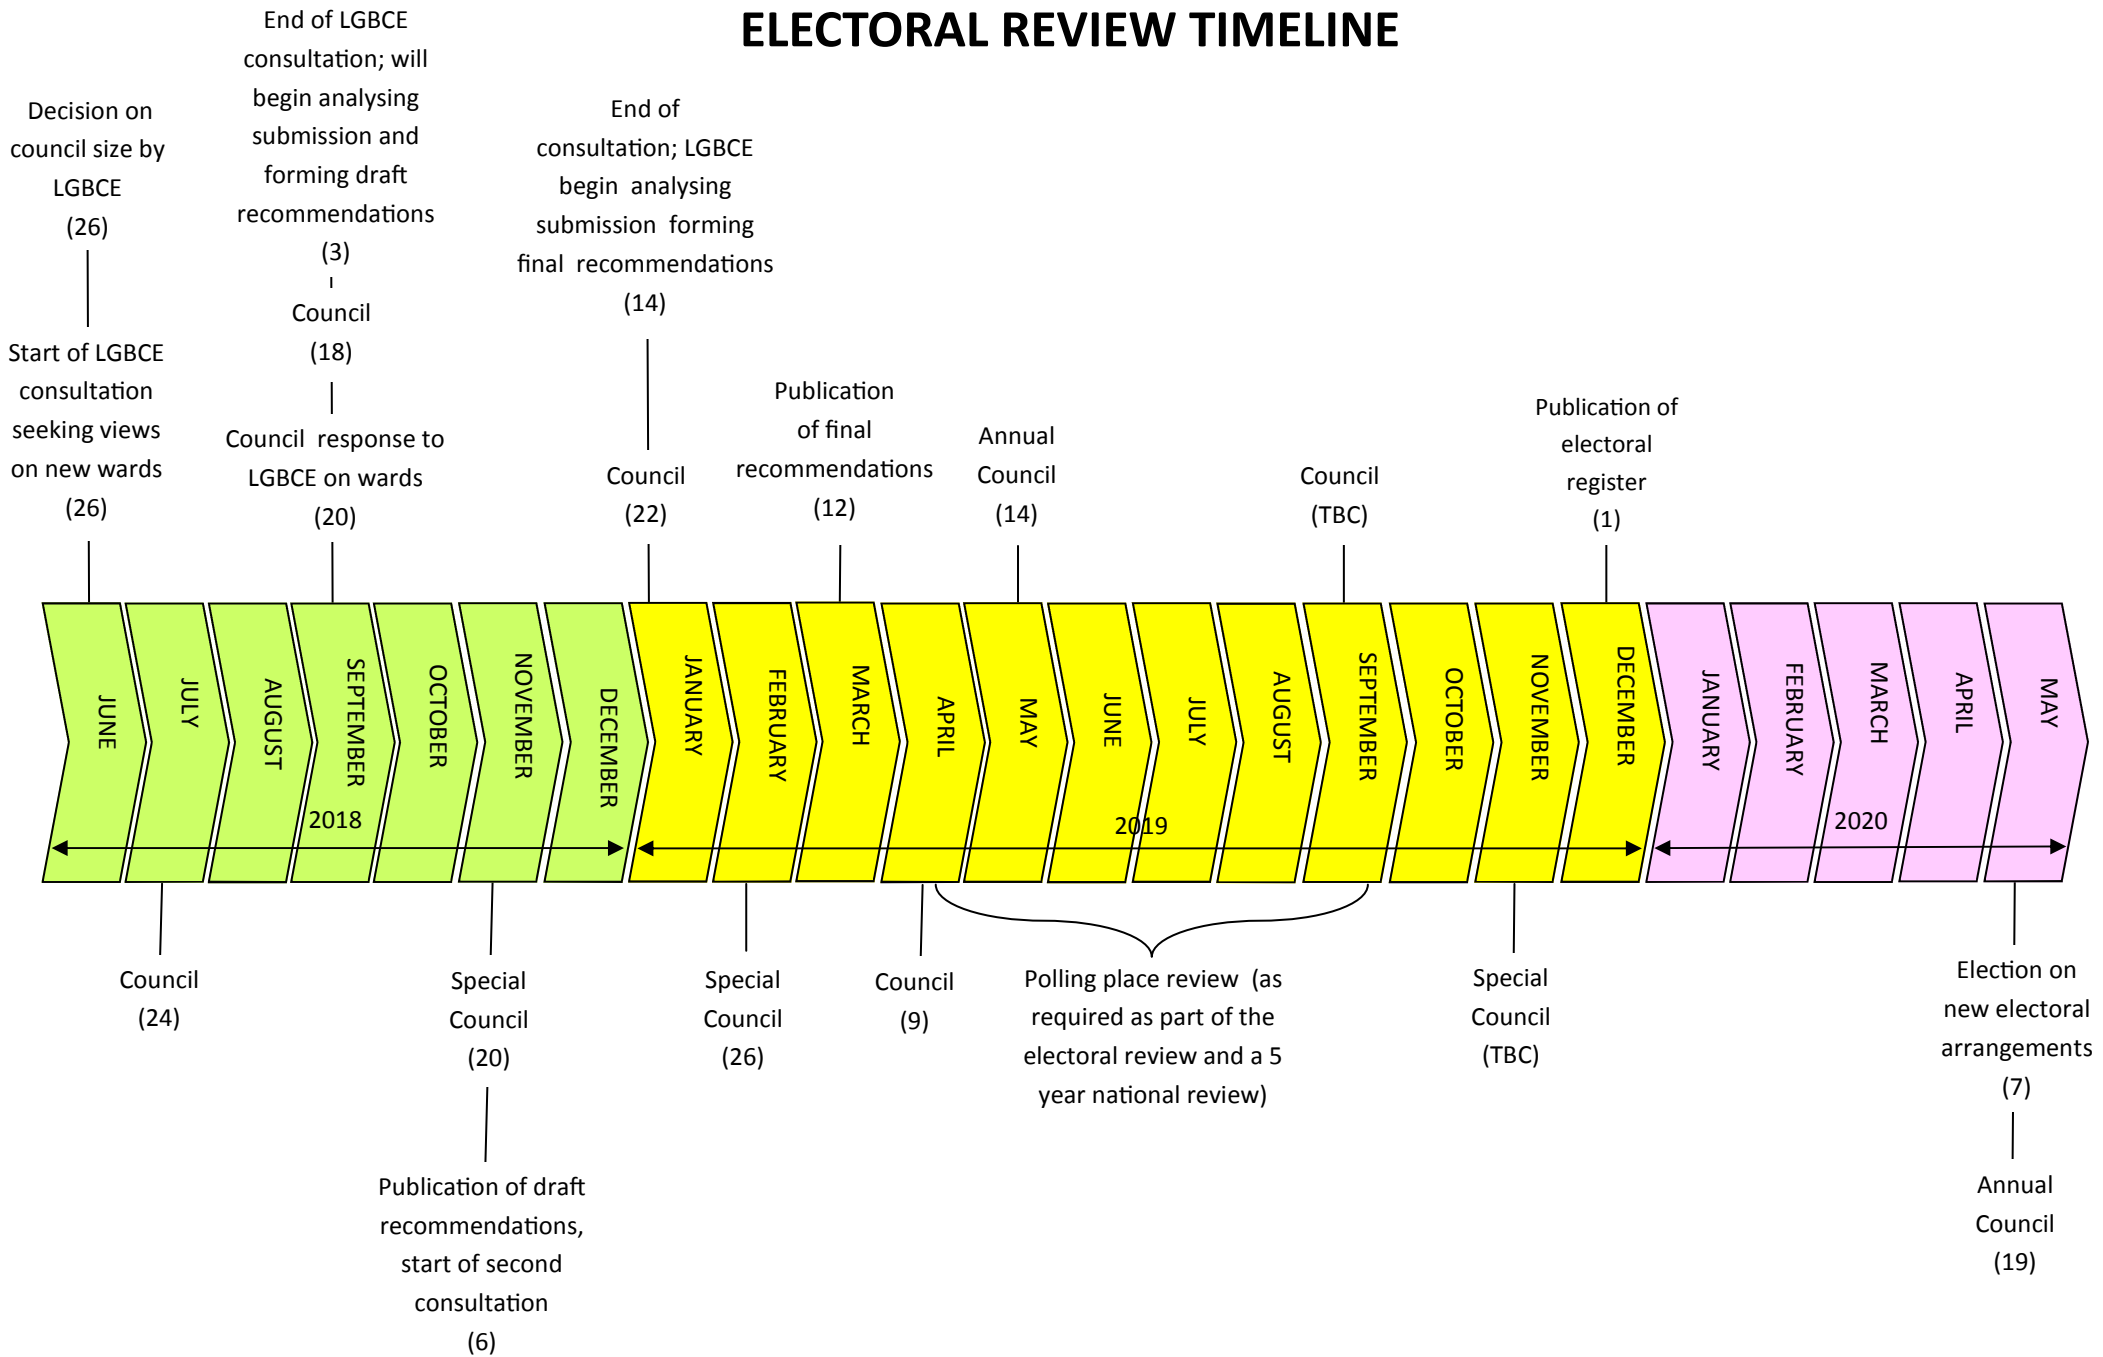 ELECTORAL REVIEW TIMELINE
Decision on
council size by
LGBCE
(26)
Start of LGBCE
consultation
seeking views
on new wards
(26)
End of LGBCE
consultation; will
begin analysing
submission and
forming draft
recommendations
(3)
Council
(18)
Council response to
LGBCE on wards
(20)
End of
consultation; LGBCE
begin analysing
submission forming
final recommendations
(14)
Council
(22)
Publication
of final
recommendations
(12)
Annual
Council
(14)
Council
(TBC)
Publication of
electoral
register
(1)
JUNE
JULY
AUGUST
SEPTEMBER
OCTOBER
NOVEMBER
DECEMBER
JANUARY
FEBRUARY
MARCH
APRIL
MAY
JUNE
JULY
AUGUST
SEPTEMBER
OCTOBER
NOVEMBER
DECEMBER
JANUARY
FEBRUARY
MARCH
APRIL
MAY
2018
2019
2020
Council
(24)
Special
Council
(20)
Publication of draft
recommendations,
start of second
consultation
(6)
Special
Council
(26)
Council
(9)
Polling place review (as
required as part of the
electoral review and a 5
year national review)
Special
Council
(TBC)
Election on
new electoral
arrangements
(7)
Annual
Council
(19)